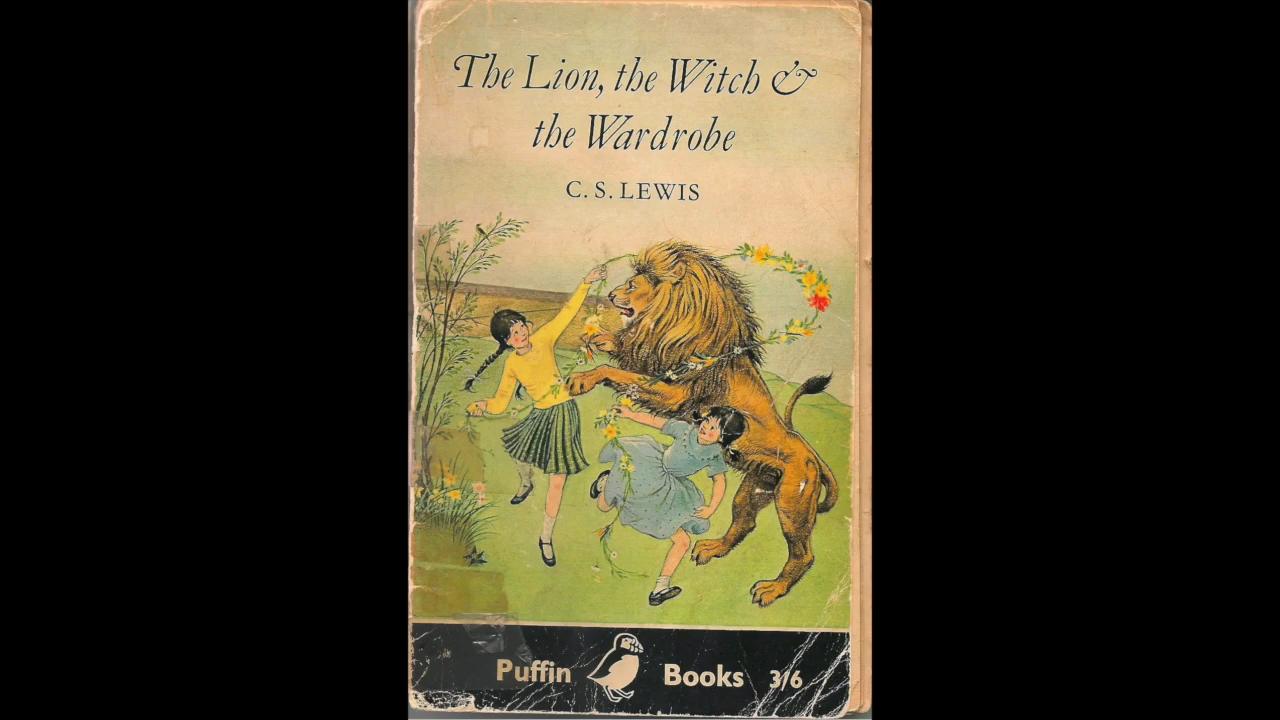 The Lion, the Witch &
the Wardrobe
C. S. LEWIS
Puffin Books 3/6